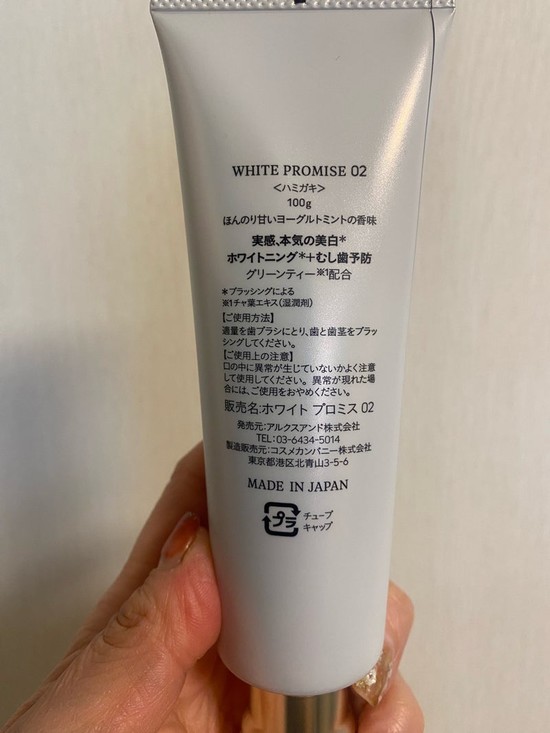 WHITE PROMISE 02
<ハミガキ>
100g
ほんのり甘いヨーグルトミントの香味
実感、本気の美白*
ホワイトニング*+むし歯予防
グリーンティー※1配合
*ブラッシングによる
※1チャ葉エキス(湿潤剤)
【ご使用方法】
適量を歯ブラシにとり、歯と歯茎をブラッ
シングしてください。
【ご使用上の注意】
口の中に異常が生じていないかよく注意
して使用してください。異常が現れた場
合には、ご使用をおやめください。
販売名:ホワイト プロミス 02
発売元:アルクスアンド株式会社
TEL:03-6434-5014
製造販売元:コスメカンパニー株式会社
東京都港区北青山3-5-6
MADE IN JAPAN
プラ
チューブ
キャップ